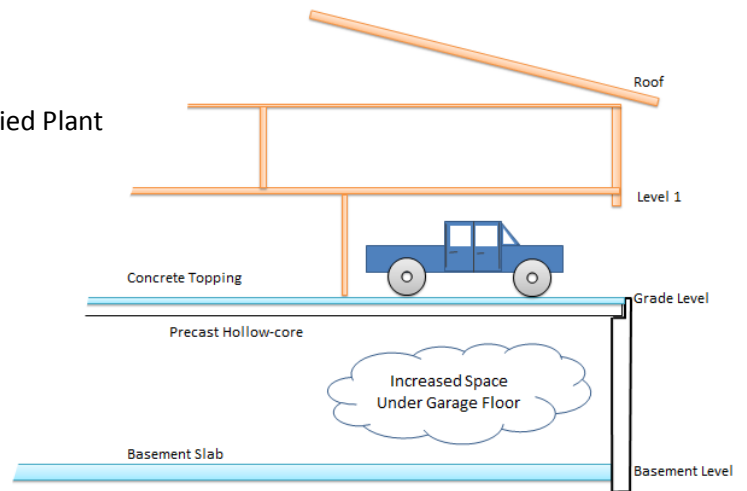 Roof
ied Plant
Level 1
Concrete Topping
Grade Level
Precast Hollow-core
Increased Space
Under Garage Floor
Basement Slab
Basement Level